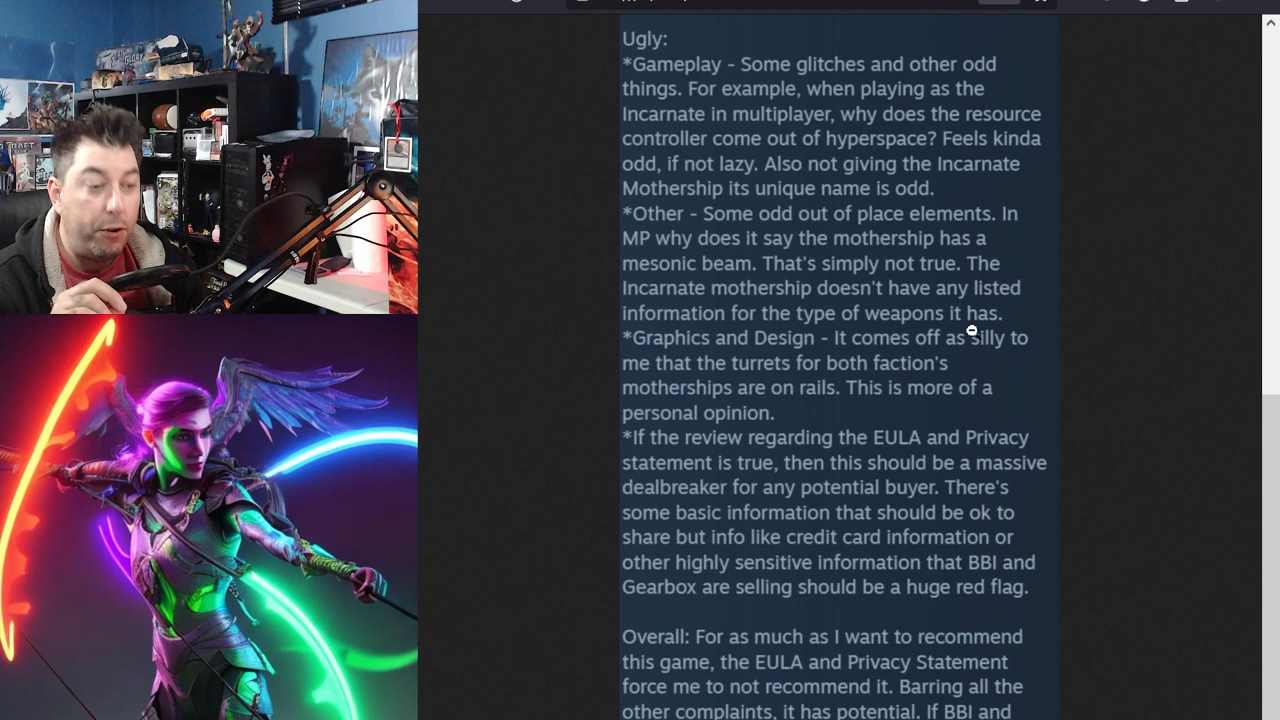 Ugly:
*Gameplay - Some glitches and other odd
things. For example, when playing as the
Incarnate in multiplayer, why does the resource
controller come out of hyperspace? Feels kinda
odd, if not lazy. Also not giving the Incarnate
Mothership its unique name is odd.
*Other - Some odd out of place elements. In
MP why does it say the mothership has a
mesonic beam. That's simply not true. The
Incarnate mothership doesn't have any listed
information for the type of weapons it has.
*Graphics and Design - It comes off as silly to
me that the turrets for both faction's
motherships are on rails. This is more of a
personal opinion.
*If the review regarding the EULA and Privacy
statement is true, then this should be a massive
dealbreaker for any potential buyer. There's
some basic information that should be ok to
share but info like credit card information or
other highly sensitive information that BBI and
Gearbox are selling should be a huge red flag.
Overall: For as much as I want to recommend
this game, the EULA and Privacy Statement
force me to not recommend it. Barring all the
other complaints, it has potential. If BBI and